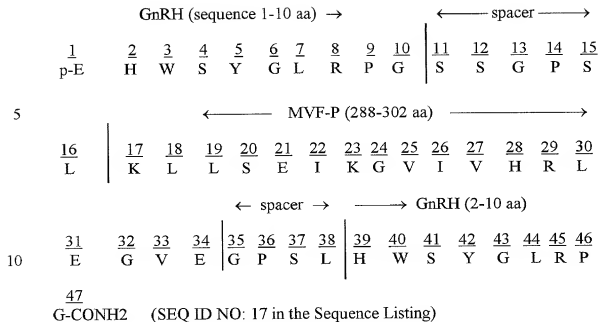 GnRH (sequence 1-10 aa) → ← spacer →
1 2 3 4 5 6 7 8 9 10 11 12 13 14 15
p-E H W S Y G L R P G S S G P S
5 ← MVF-P (288-302 aa) →
16 17 18 19 20 21 22 23 24 25 26 27 28 29 30
L K L L S E I K G V I V H R L
← spacer → → GnRH (2-10 aa)
31 32 33 34 35 36 37 38 39 40 41 42 43 44 45 46
10 E G V E G P S L H W S Y G L R P
47
G-CONH2 (SEQ ID NO: 17 in the Sequence Listing)